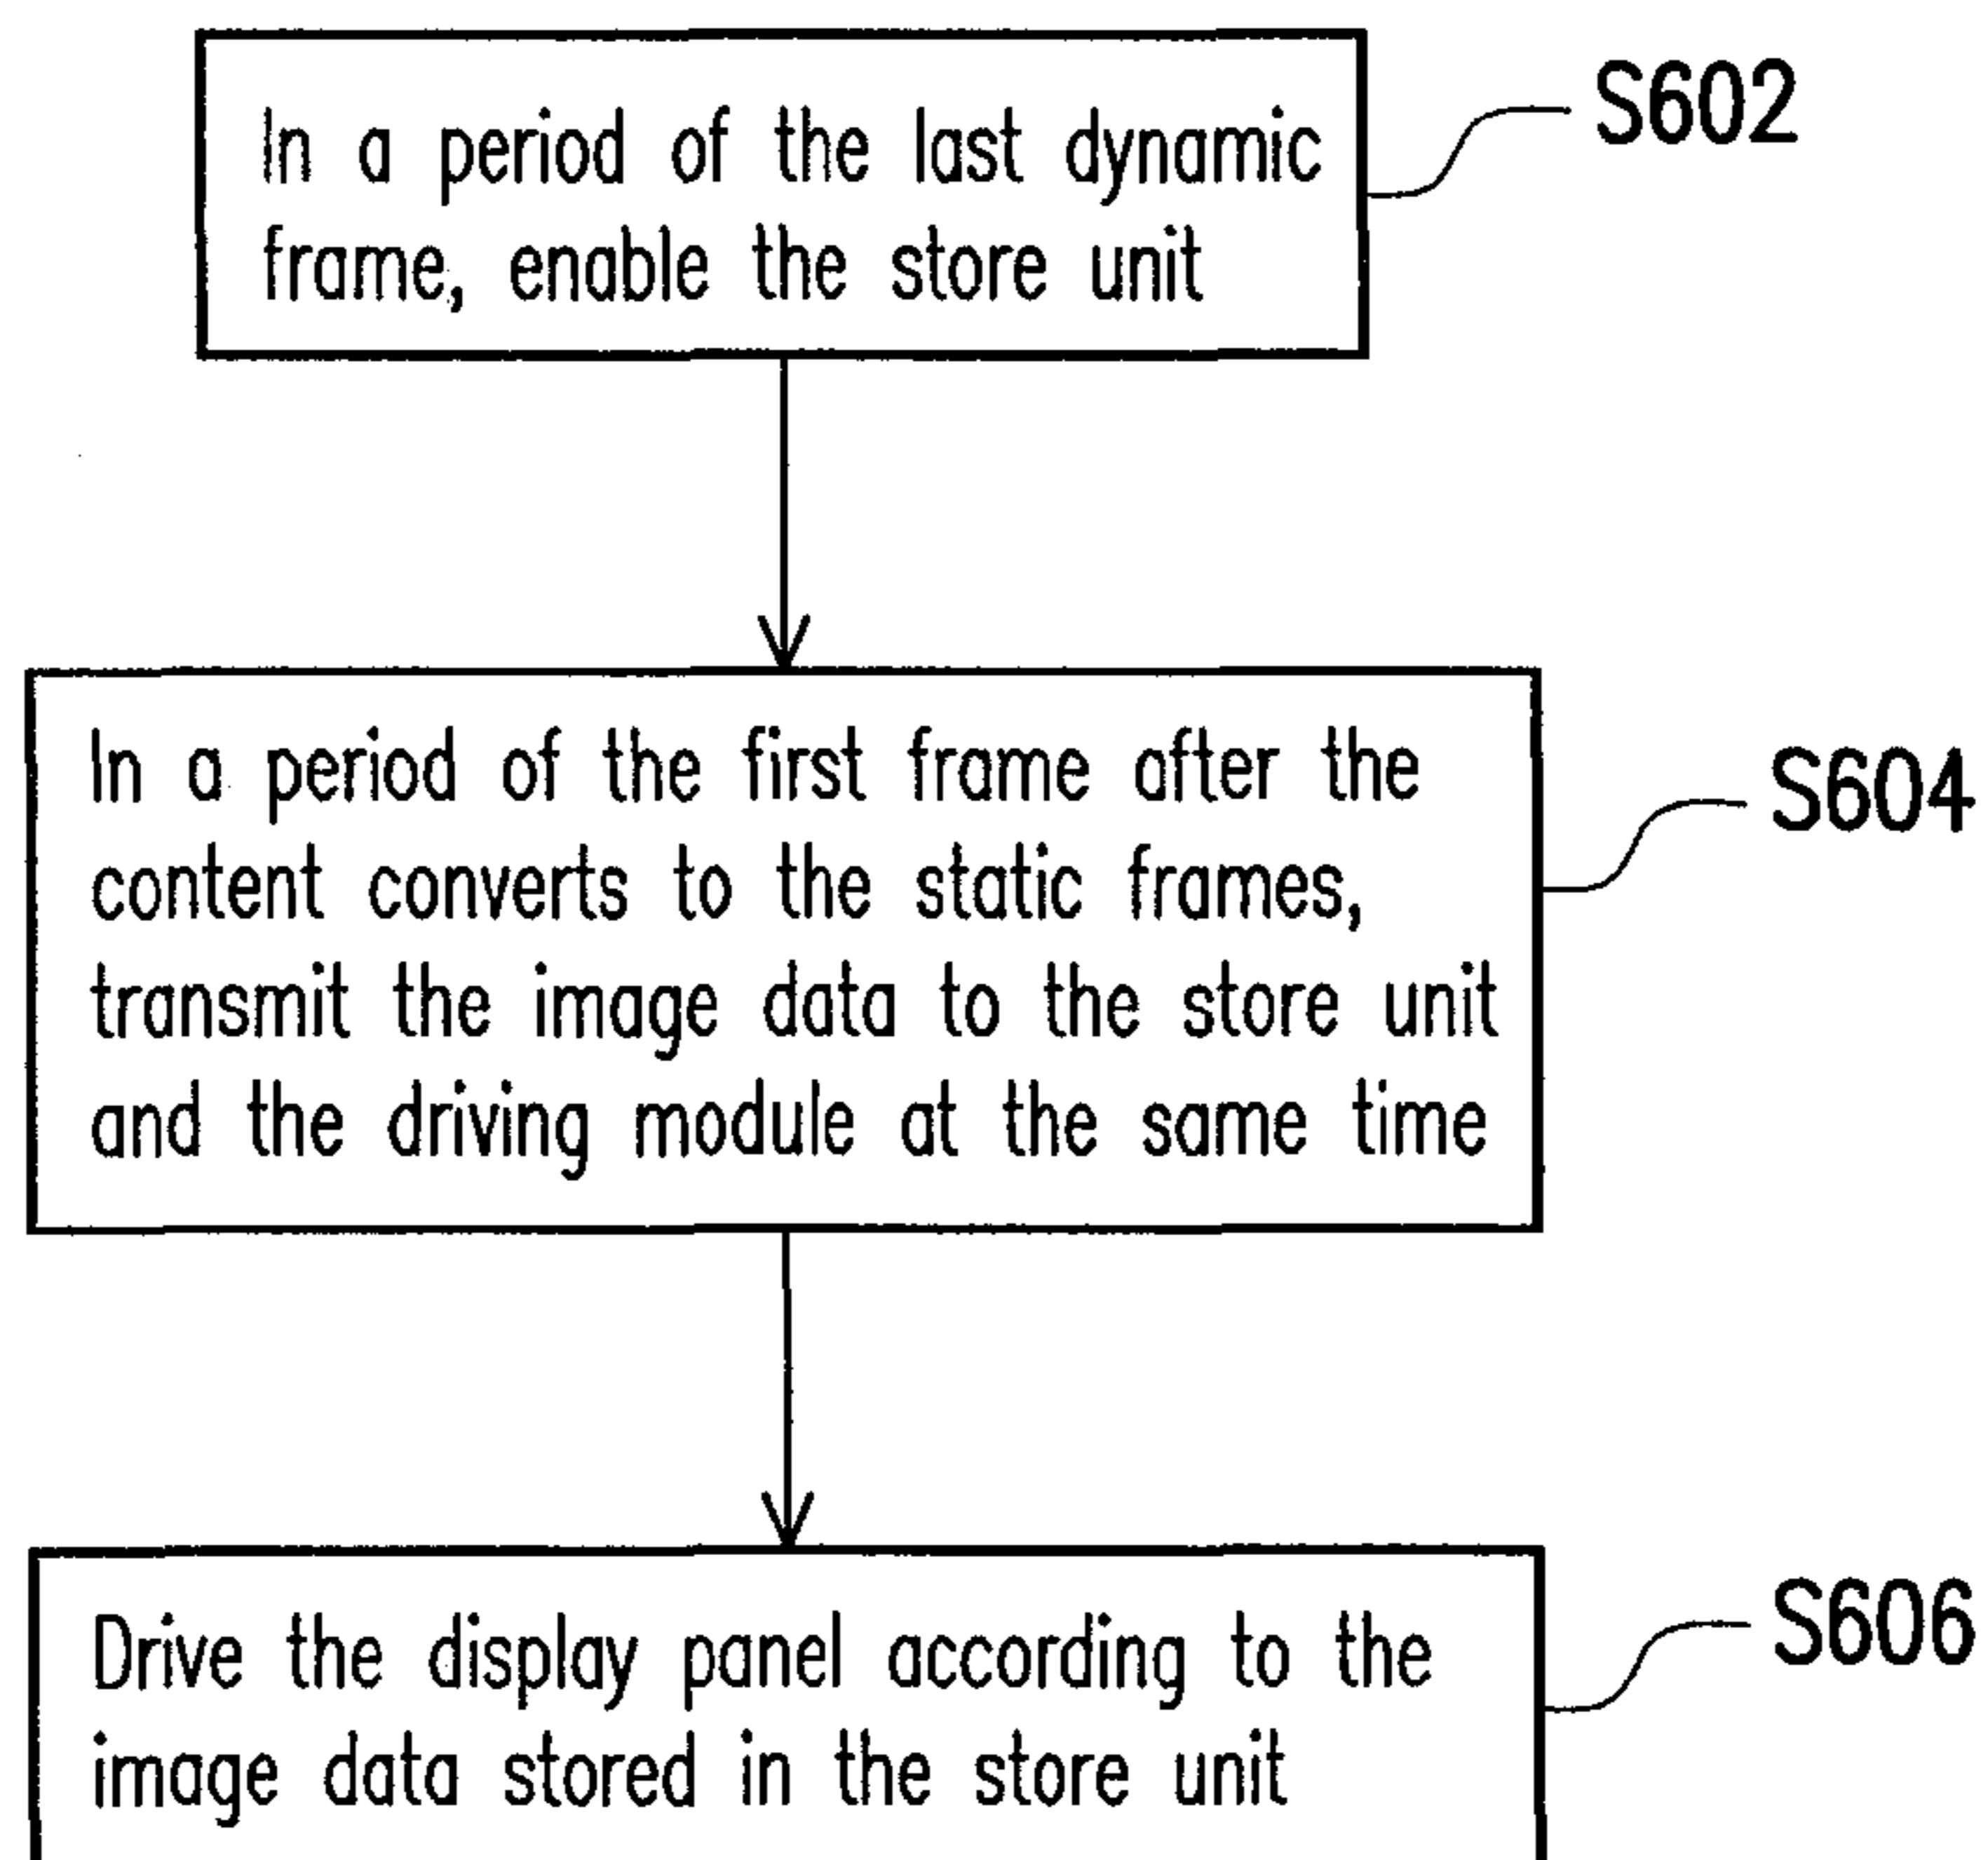 In a period of the last dynamic
frame, enable the store unit
S602
In a period of the first frame after the
content converts to the static frames,
transmit the image data to the store unit
and the driving module at the same time
S604
Drive the display panel according to the
image data stored in the store unit
S606